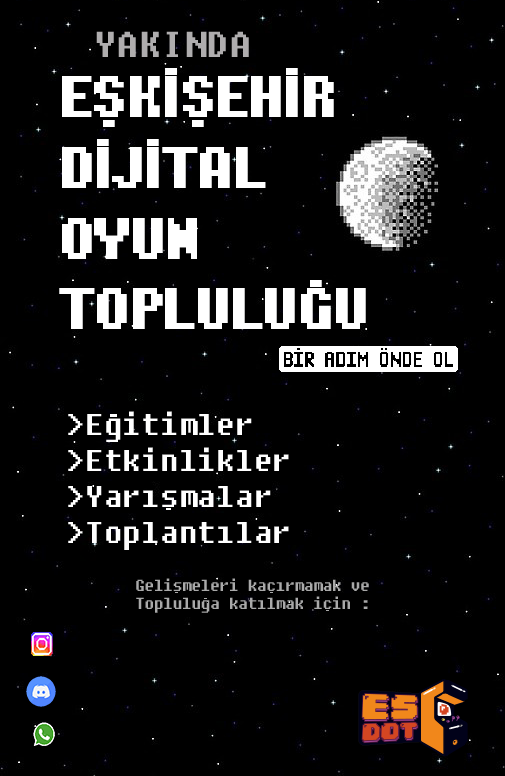 YAKINDA
EŞKİŞEHİR
DİJİTAL
OYUN
TOPLULUĞU
BİR ADIM ÖNDE OL
>Eğitimler
>Etkinlikler
>Yarışmalar
>Toplantılar
Gelişmeleri kaçırmamak ve
Topluluğa katılmak için :
ES
DOT